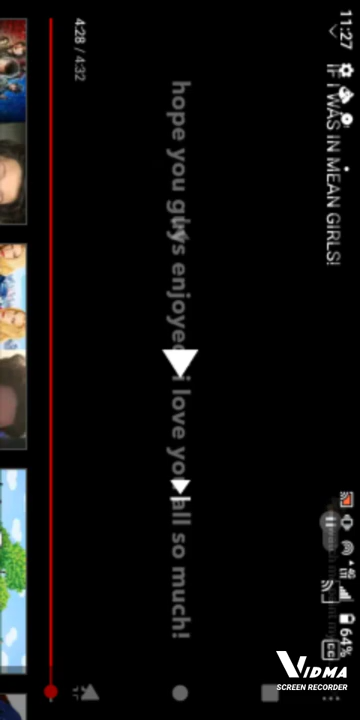 11:27
64%
IF I WAS IN MEAN GIRLS!
CC
hope you guys enjoyed i love you all so much!
4:28 / 4:32
VIDMA
SCREEN RECORDER